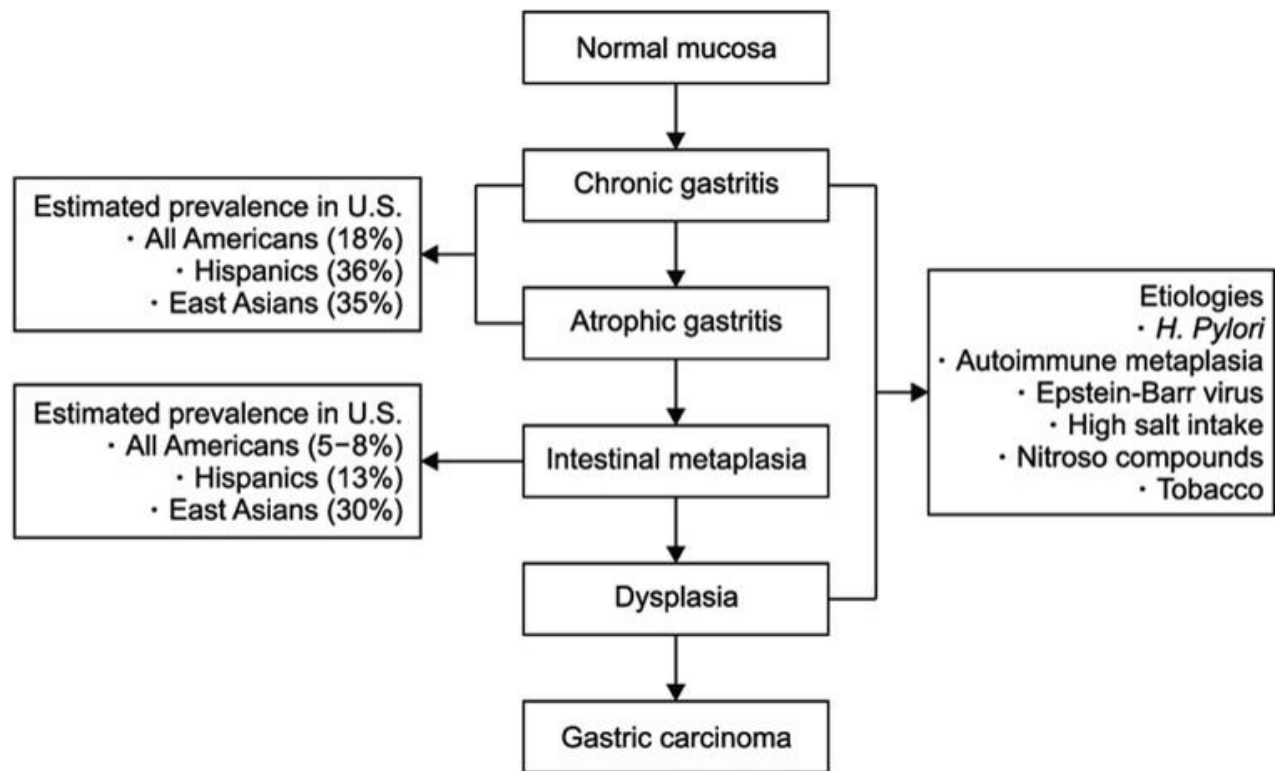 Normal mucosa
Chronic gastritis
Estimated prevalence in U.S.
· All Americans (18%)
· Hispanics (36%)
· East Asians (35%)
Atrophic gastritis
Etiologies
· H. Pylori
· Autoimmune metaplasia
· Epstein-Barr virus
· High salt intake
· Nitroso compounds
· Tobacco
Estimated prevalence in U.S.
· All Americans (5−8%)
· Hispanics (13%)
· East Asians (30%)
Intestinal metaplasia
Dysplasia
Gastric carcinoma